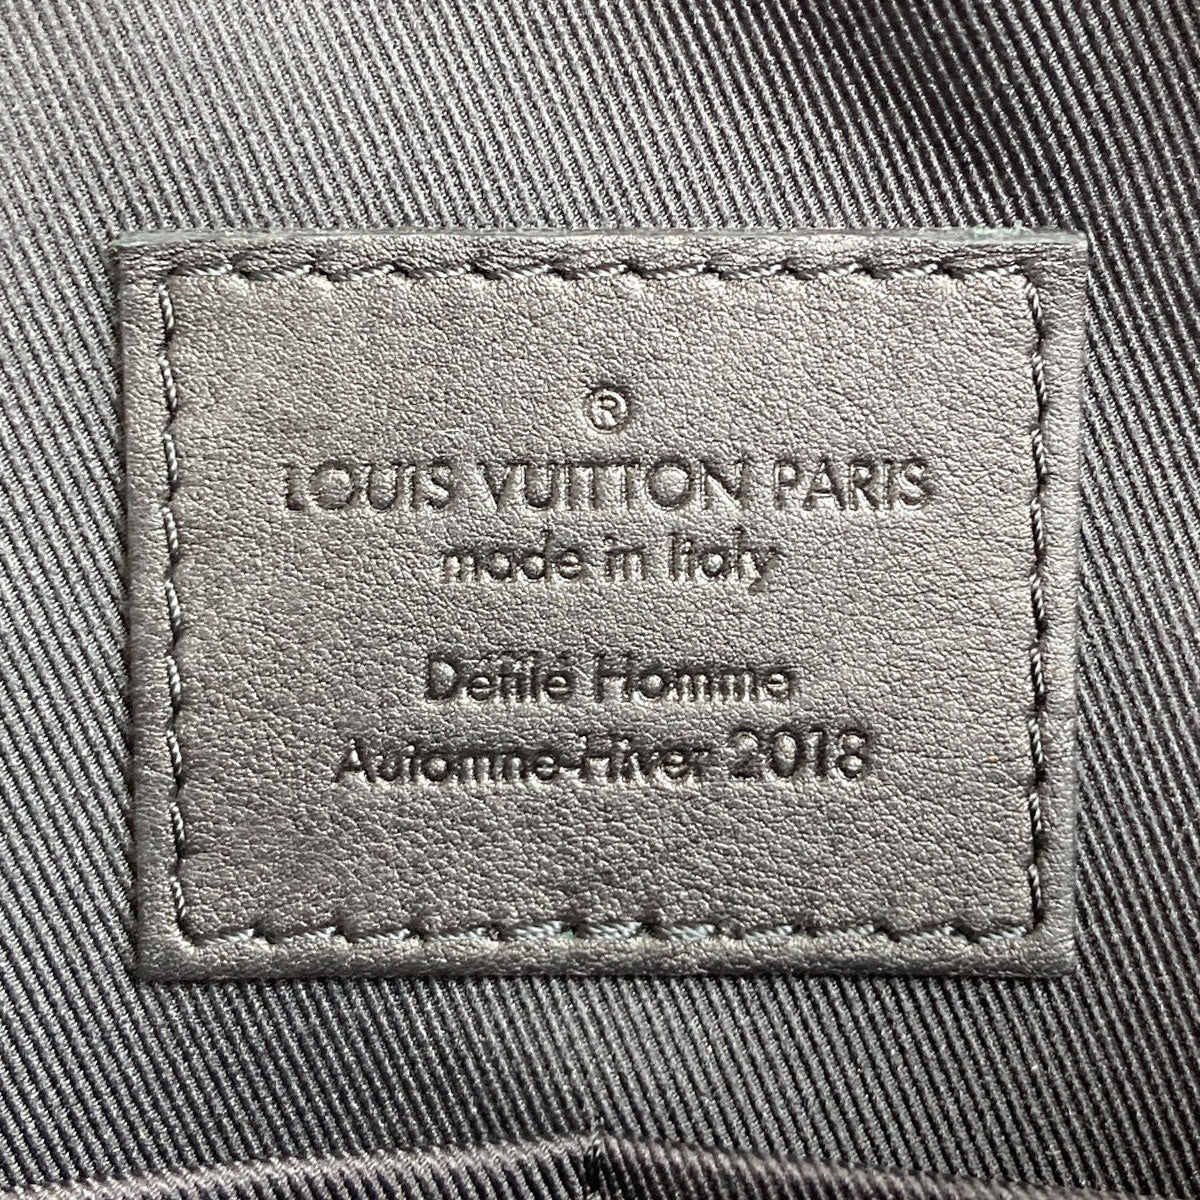 ®
LOUIS VUITTON PARIS
made in Italy
Défilé Homme
Automne-Hiver 2018